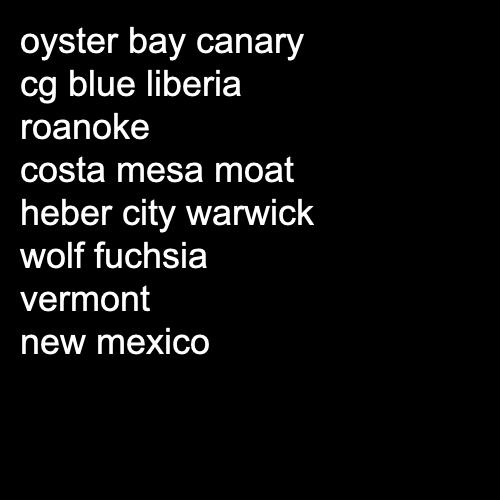 oyster bay canary
cg blue liberia
roanoke
costa mesa moat
heber city warwick
wolf fuchsia
vermont
new mexico